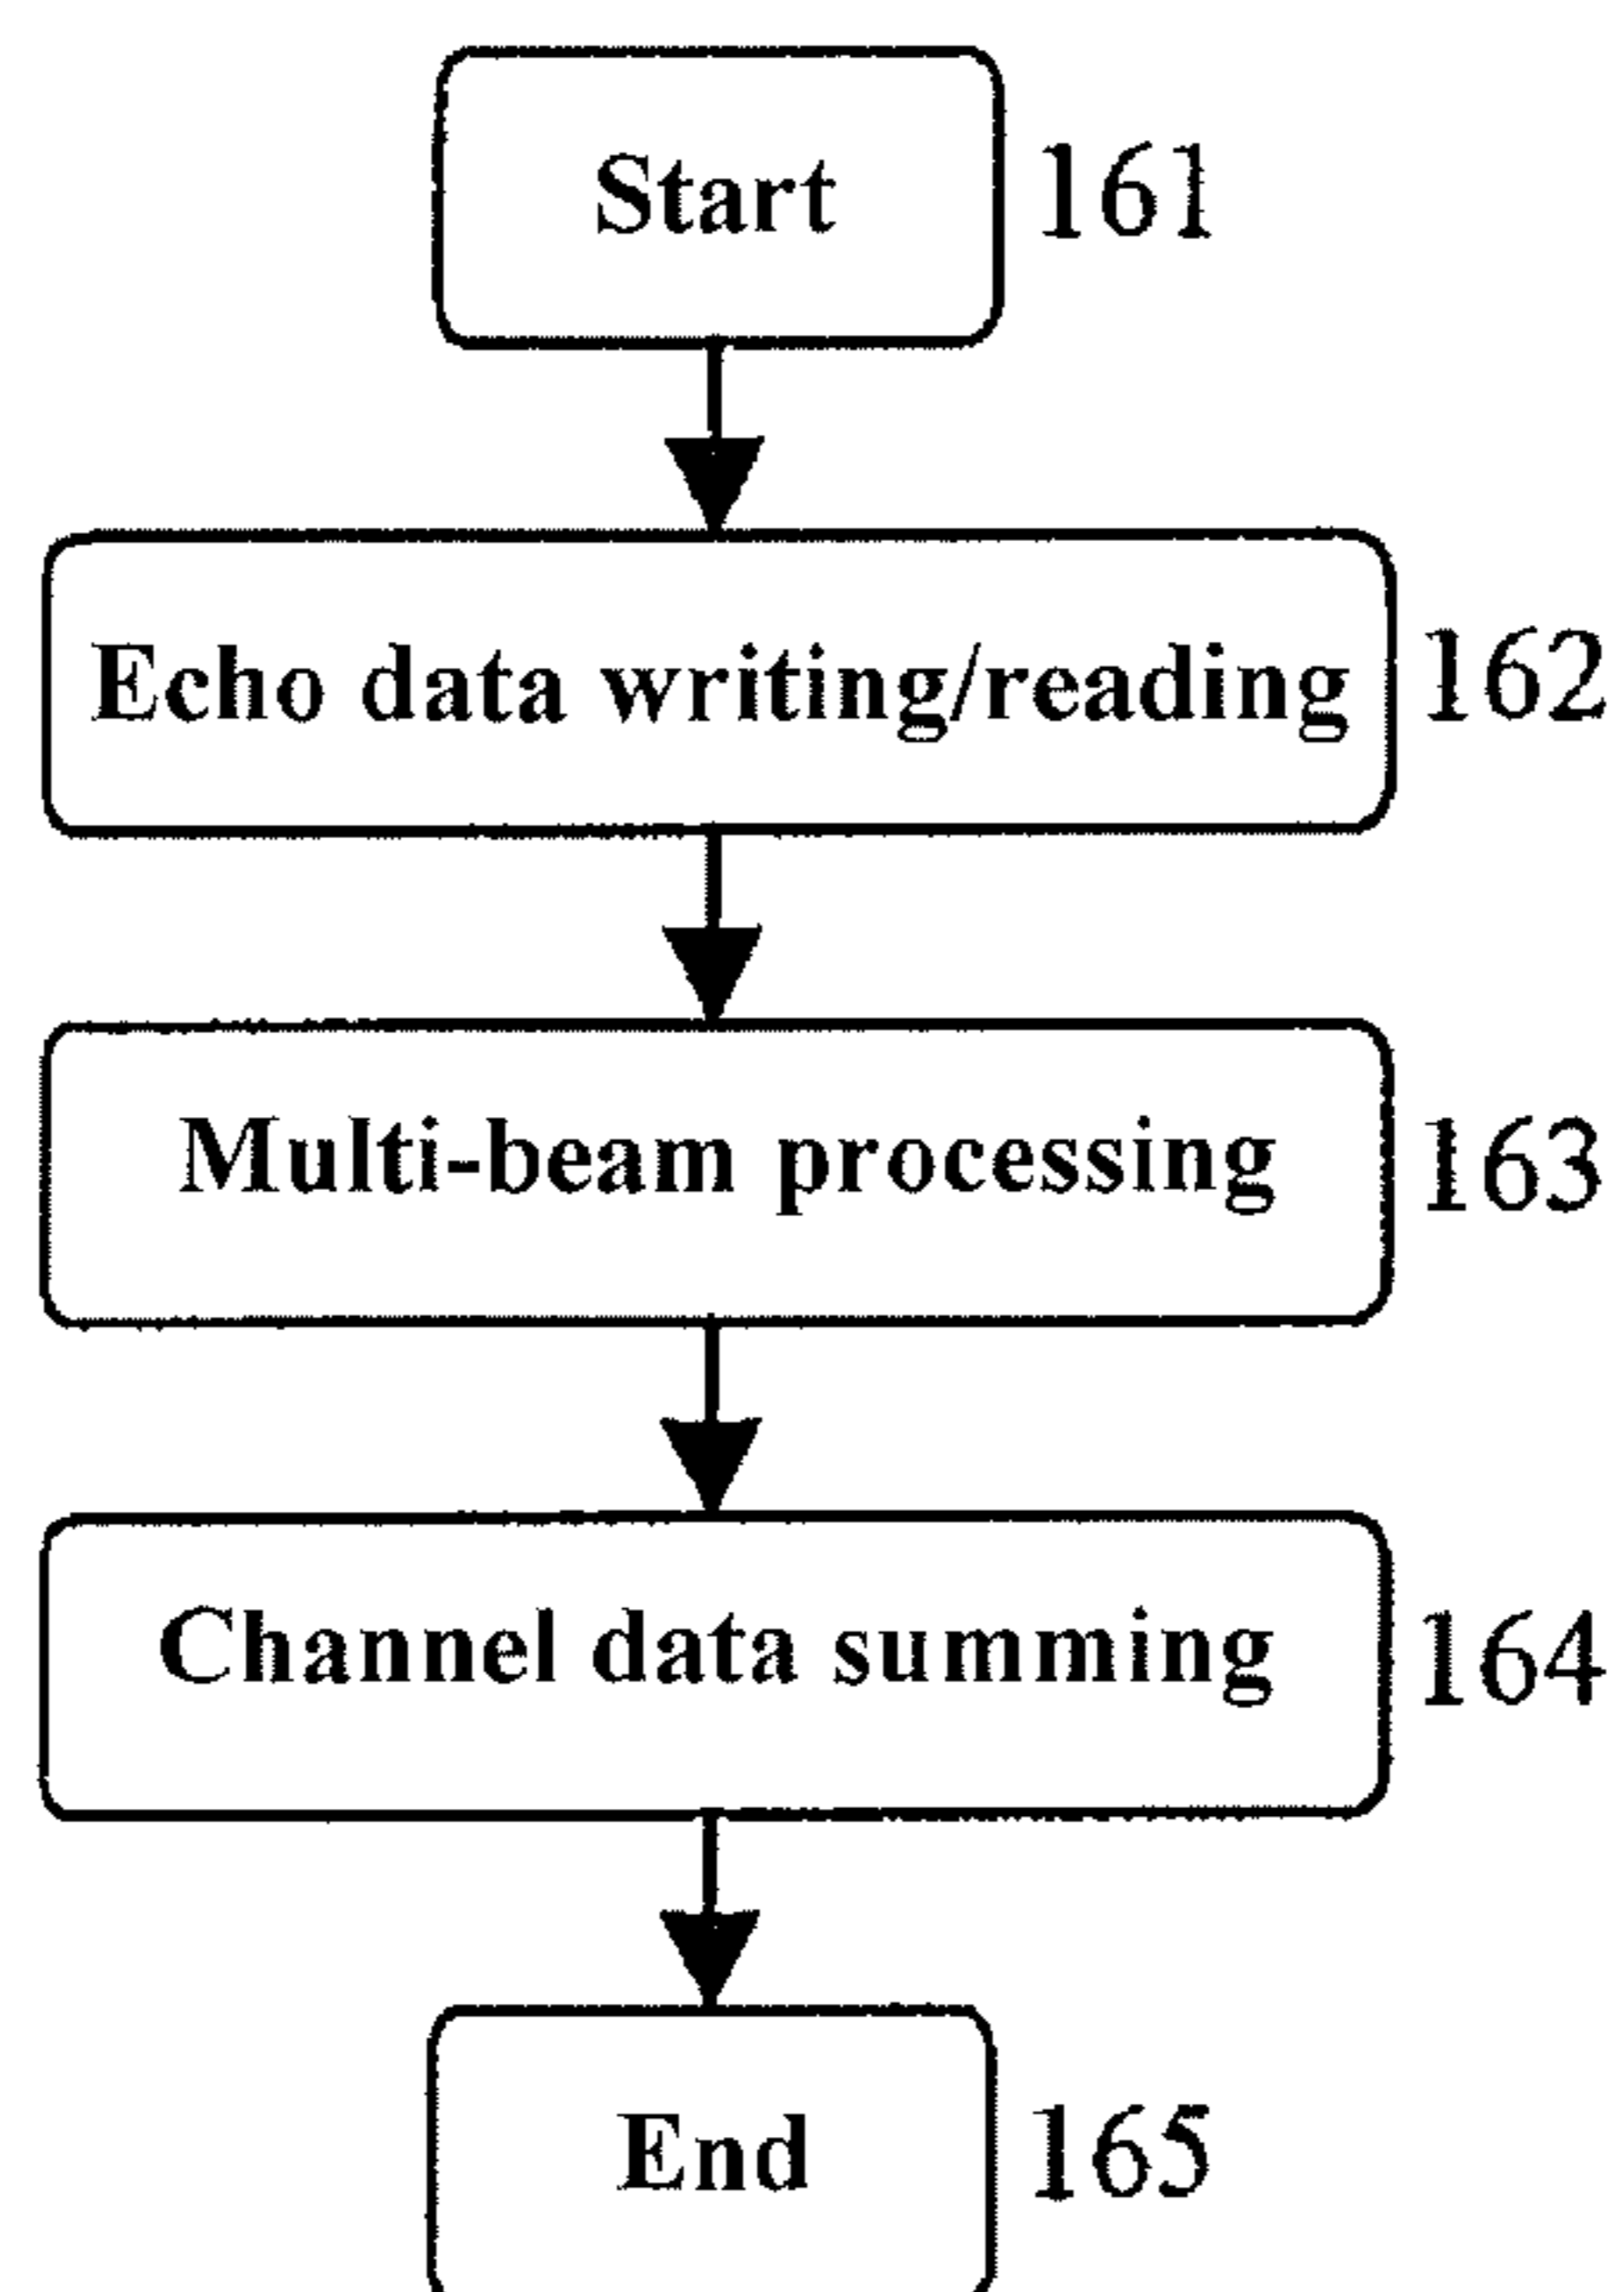 Start 161
Echo data writing/reading 162
Multi-beam processing 163
Channel data summing 164
End 165